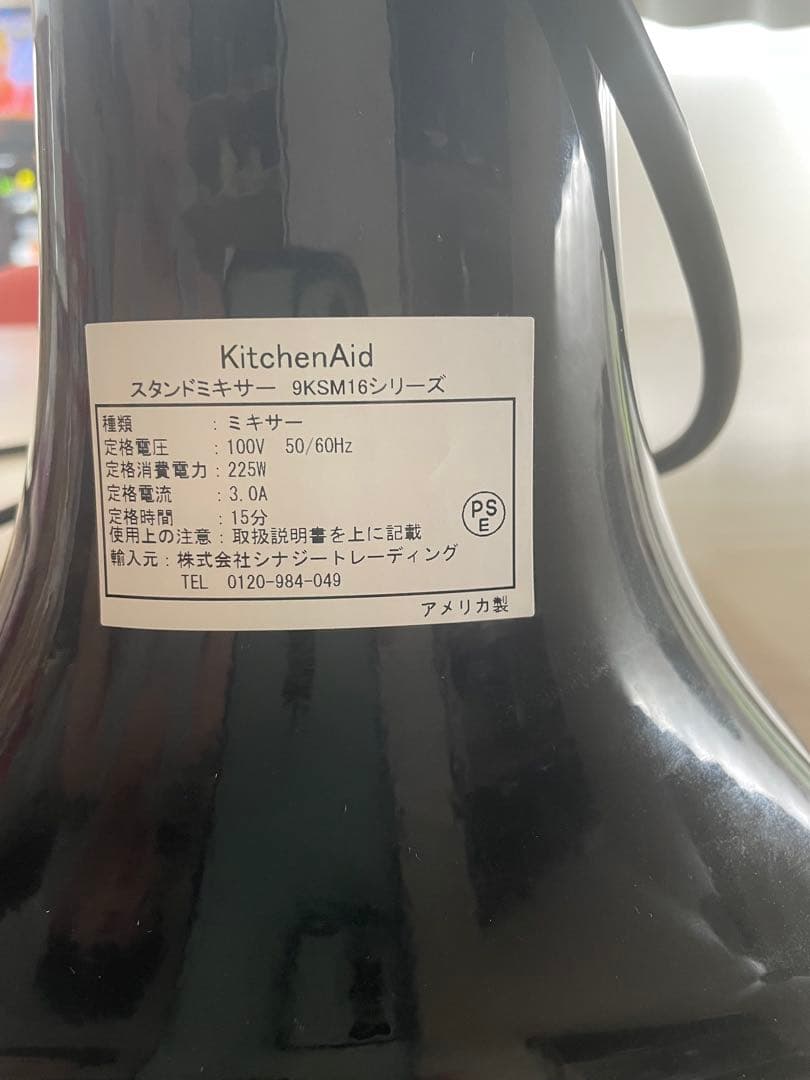 KitchenAid
スタンドミキサー 9KSM16シリーズ
種類 : ミキサー
定格電圧 : 100V 50/60Hz
定格消費電力 : 225W
定格電流 : 3.0A
定格時間 : 15分
使用上の注意 : 取扱説明書を上に記載
輸入元 : 株式会社シナジートレーディング
TEL 0120-984-049
PS
E
アメリカ製